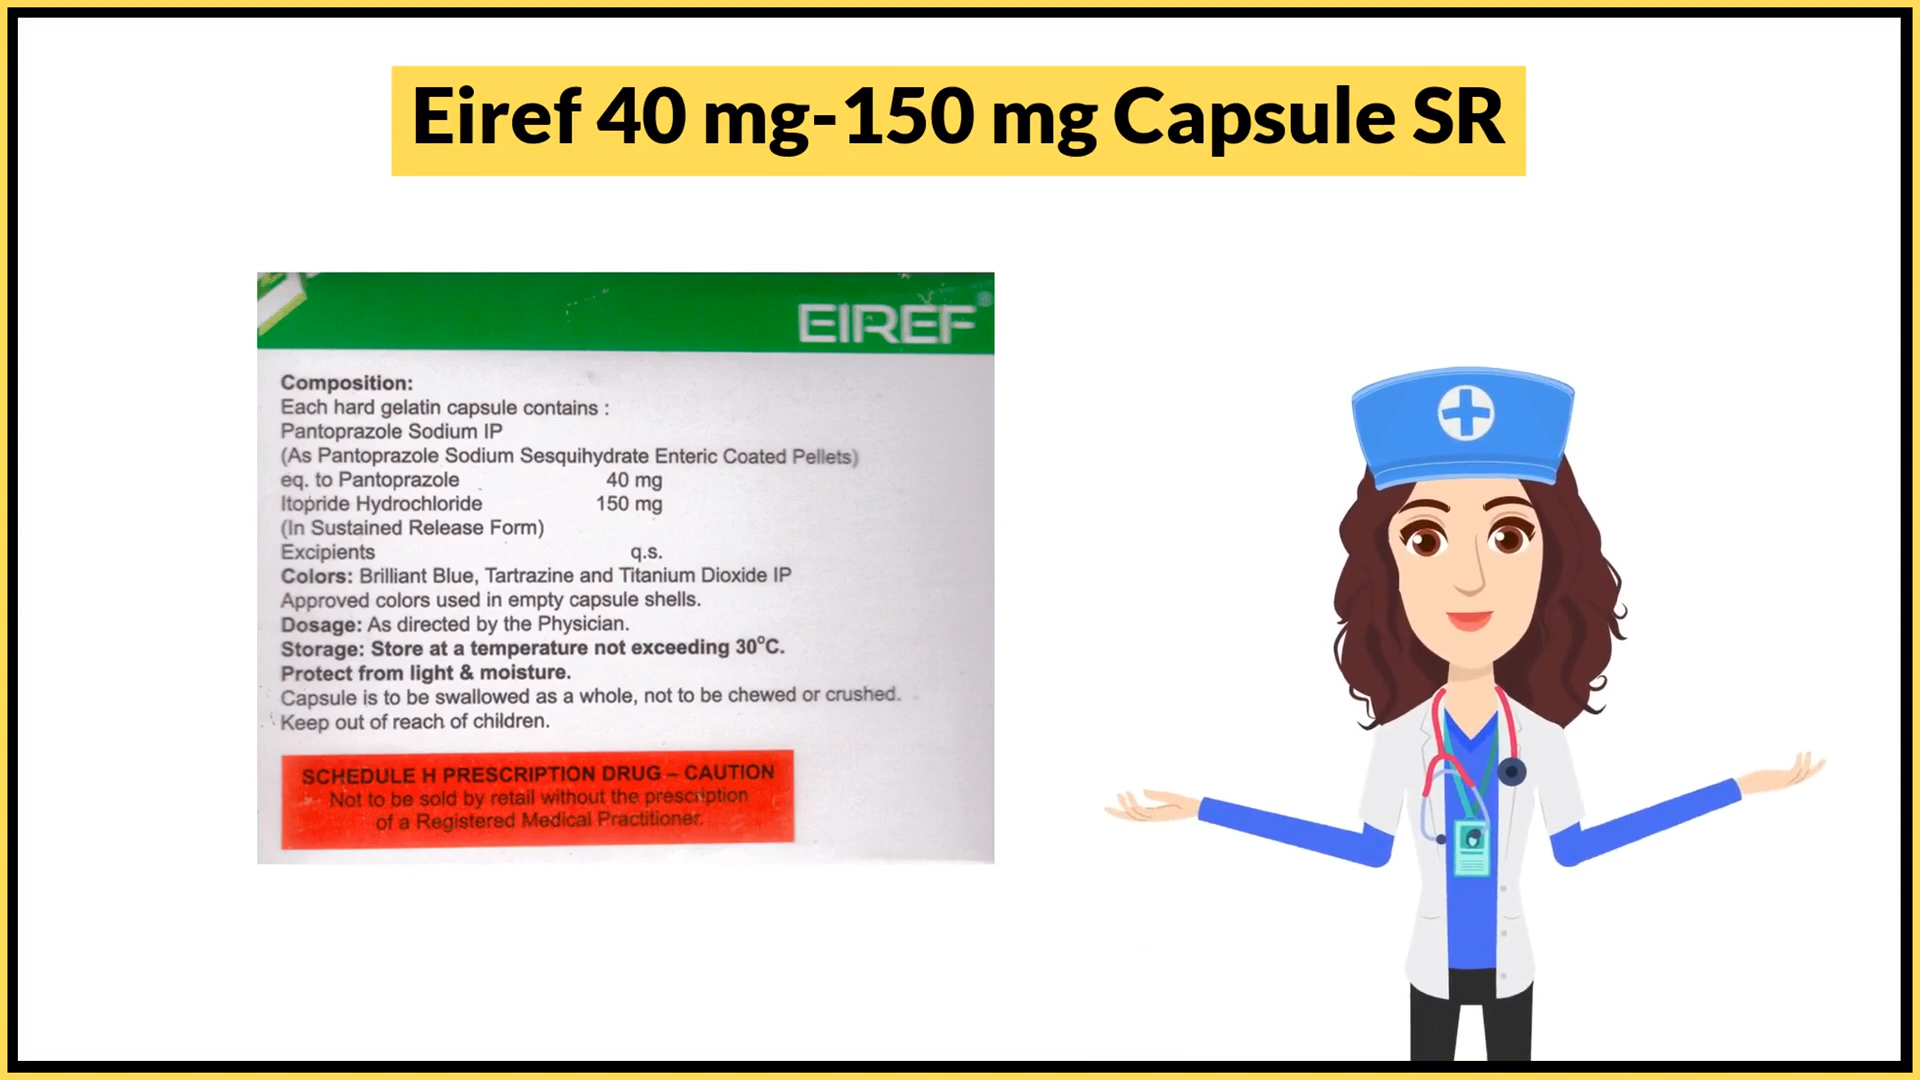 Eiref 40 mg-150 mg Capsule SR
EIREF®
Composition:
Each hard gelatin capsule contains :
Pantoprazole Sodium IP
(As Pantoprazole Sodium Sesquihydrate Enteric Coated Pellets)
eq. to Pantoprazole 40 mg
Itopride Hydrochloride 150 mg
(In Sustained Release Form)
Excipients q.s.
Colors: Brilliant Blue, Tartrazine and Titanium Dioxide IP
Approved colors used in empty capsule shells.
Dosage: As directed by the Physician.
Storage: Store at a temperature not exceeding 30°C.
Protect from light & moisture.
Capsule is to be swallowed as a whole, not to be chewed or crushed.
Keep out of reach of children.
SCHEDULE H PRESCRIPTION DRUG – CAUTION
Not to be sold by retail without the prescription
of a Registered Medical Practitioner.